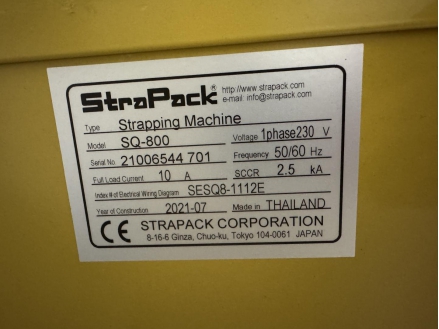 StraPack® http://www.strapack.com
e-mail: info@strapack.com
Type Strapping Machine
Model SQ-800 Voltage 1phase230 V
Serial No. 21006544 701 Frequency 50/60 Hz
Full Load Current 10 A SCCR 2.5 kA
Index # of Electrical Wiring Diagram SESQ8-1112E
Year of Construction 2021-07 Made in THAILAND
CE STRAPACK CORPORATION
8-16-6 Ginza, Chuo-ku, Tokyo 104-0061 JAPAN